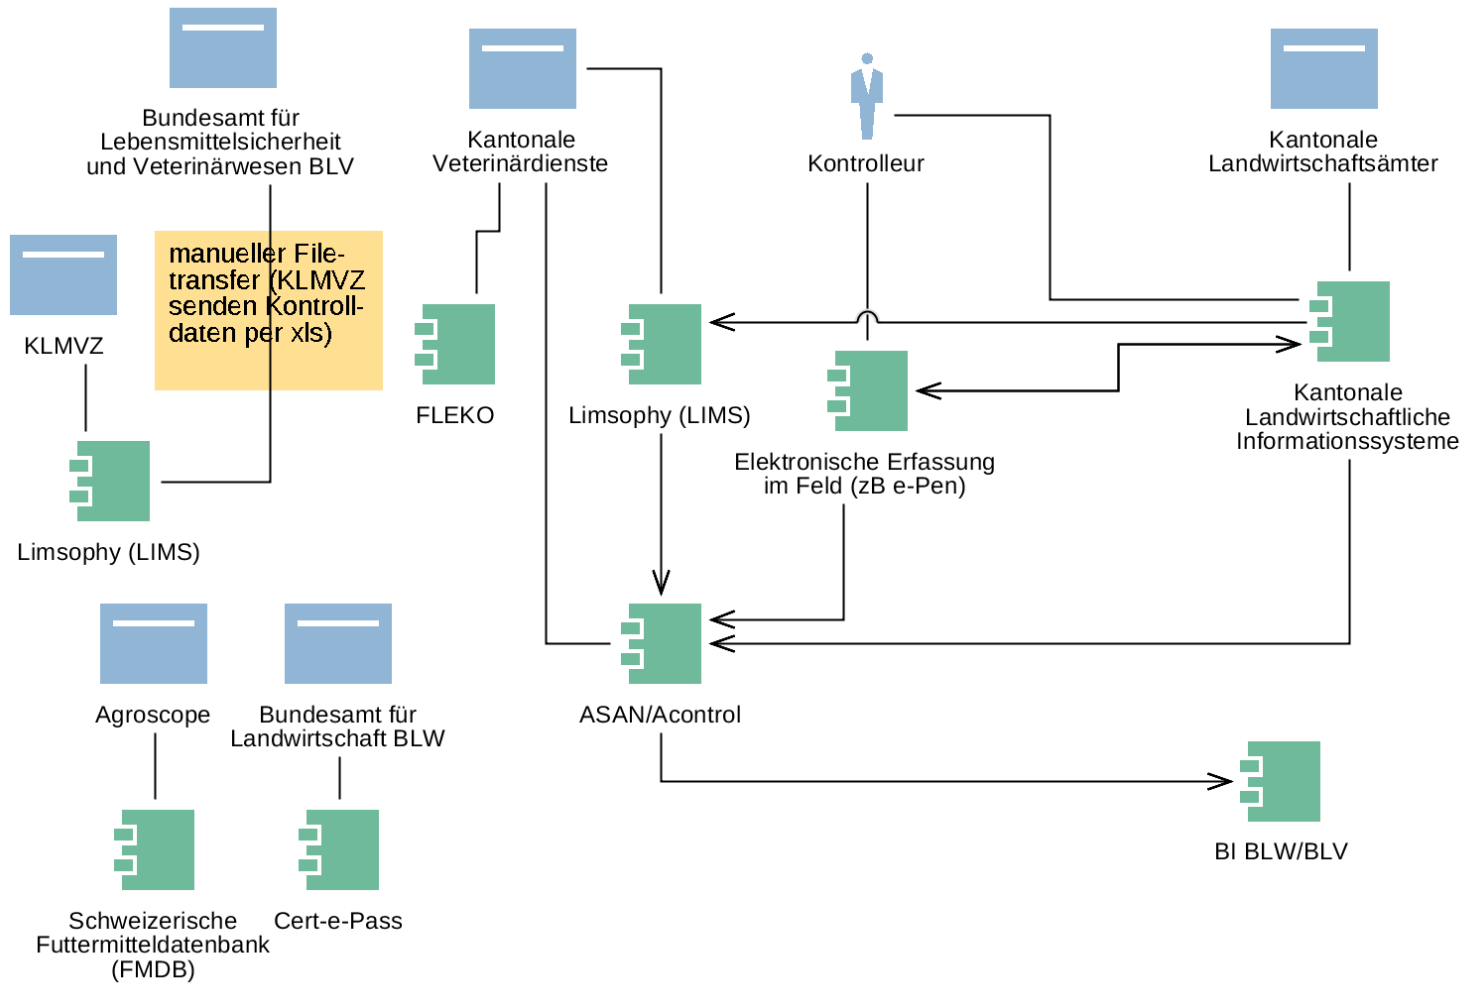 Bundesamt für
Lebensmittelsicherheit
und Veterinärwesen BLV
Kantonale
Veterinärdienste
Kontrolleur
Kantonale
Landwirtschaftsämter
KLMVZ
manueller File-
transfer (KLMVZ
senden Kontroll-
daten per xls)
FLEKO
Limsophy (LIMS)
Elektronische Erfassung
im Feld (zB e-Pen)
Kantonale
Landwirtschaftliche
Informationssysteme
Limsophy (LIMS)
Agroscope
Bundesamt für
Landwirtschaft BLW
ASAN/Acontrol
BI BLW/BLV
Schweizerische
Futtermitteldatenbank
(FMDB)
Cert-e-Pass